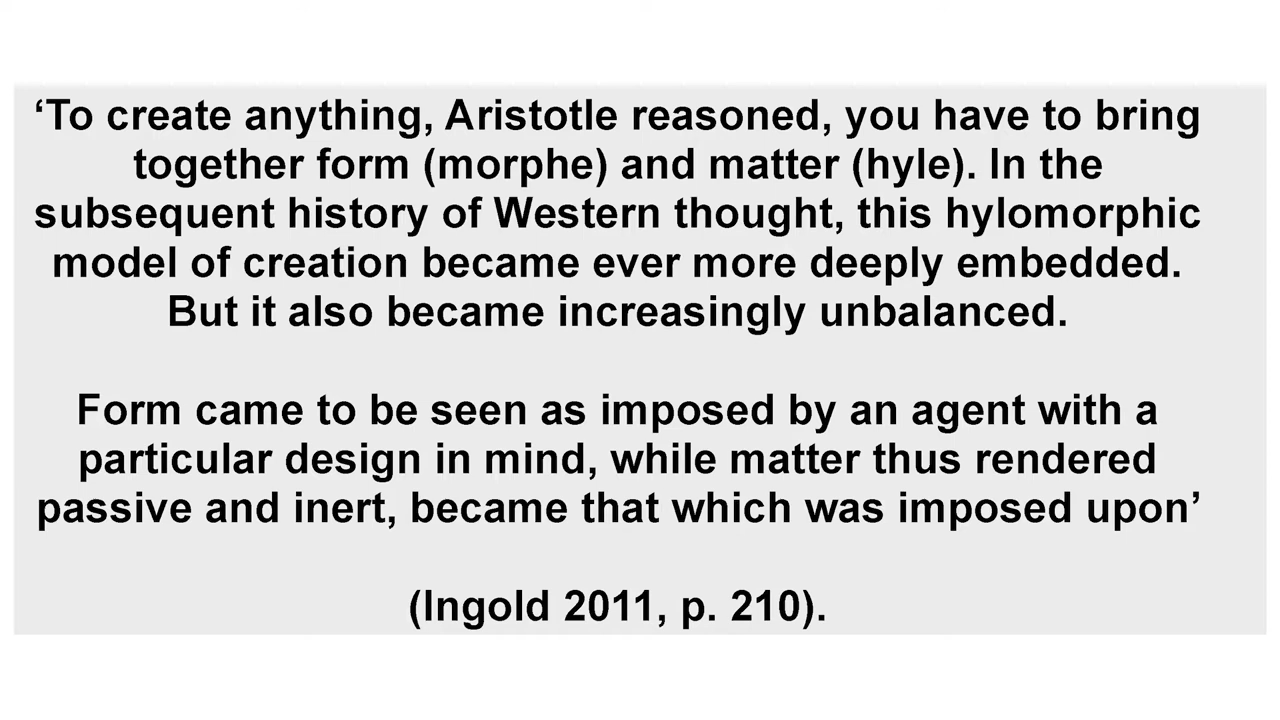 ‘To create anything, Aristotle reasoned, you have to bring
together form (morphe) and matter (hyle). In the
subsequent history of Western thought, this hylomorphic
model of creation became ever more deeply embedded.
But it also became increasingly unbalanced.
Form came to be seen as imposed by an agent with a
particular design in mind, while matter thus rendered
passive and inert, became that which was imposed upon’
(Ingold 2011, p. 210).